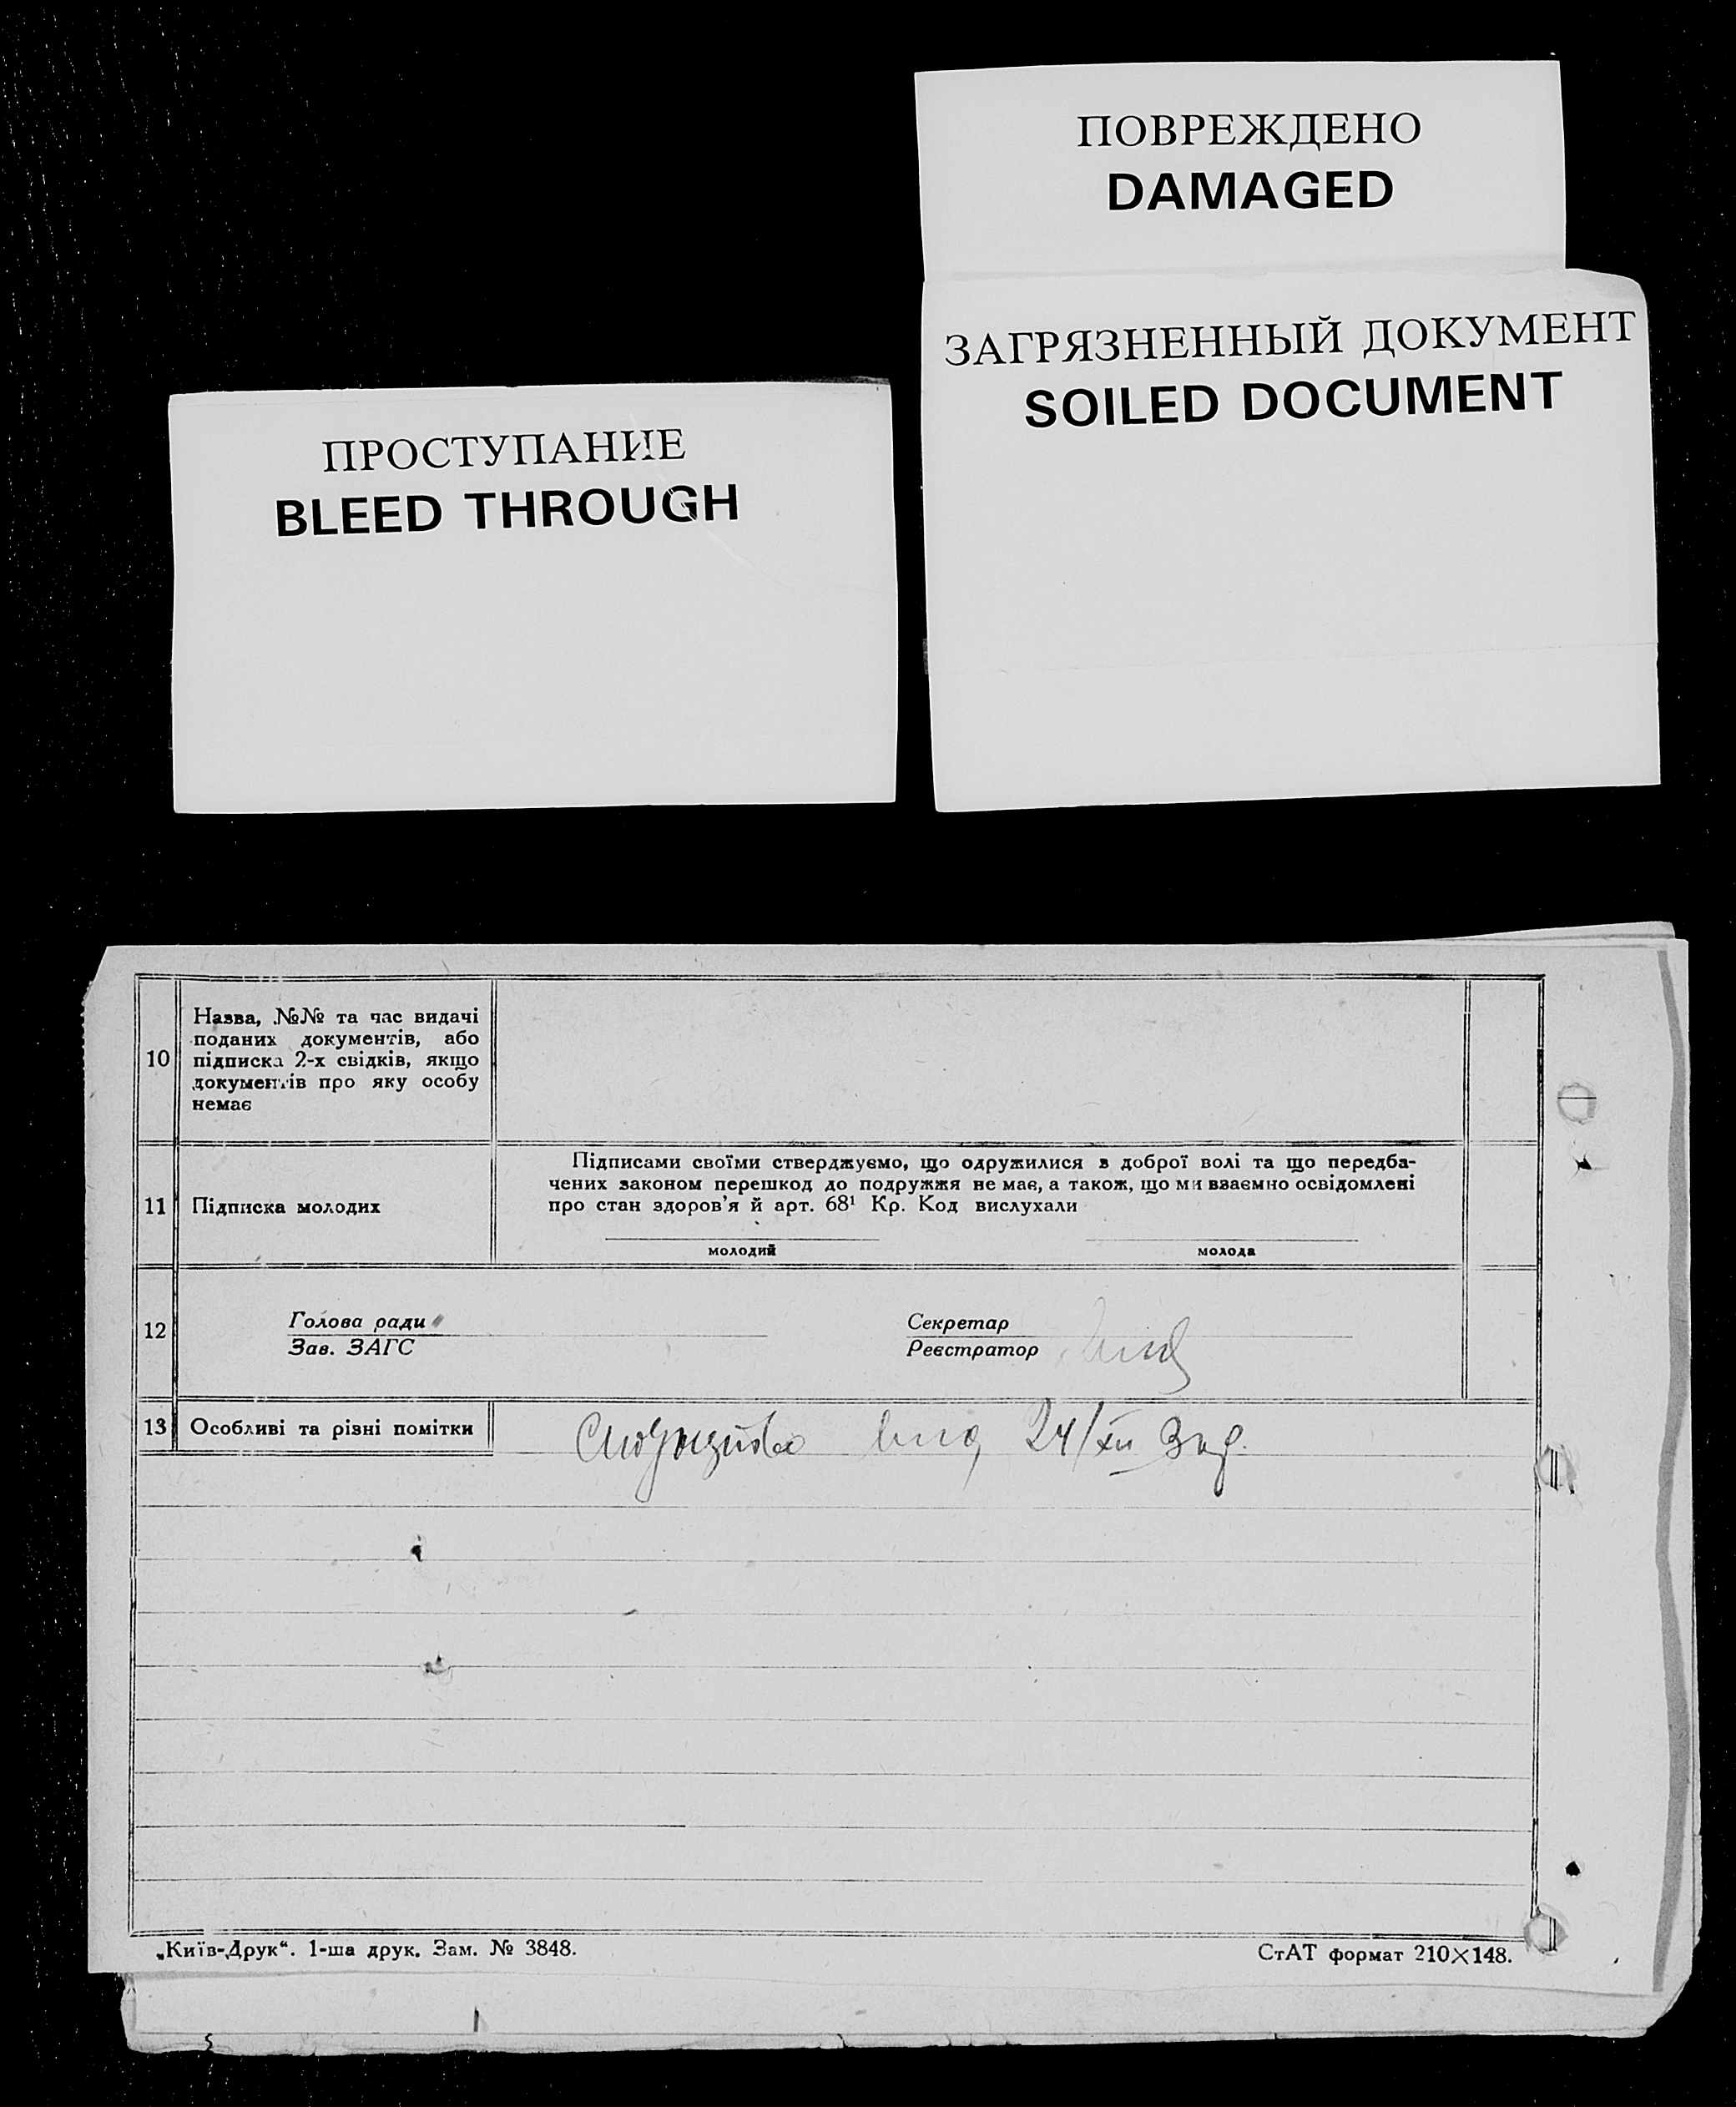 ПОВРЕЖДЕНО
DAMAGED
ЗАГРЯЗНЕННЫЙ ДОКУМЕНТ
SOILED DOCUMENT
ПРОСТУПАНИЕ
BLEED THROUGH
10
Назва, №№ та час видачі
поданих документів, або
підписка 2-х свідків, якщо
документів про яку особу
немає
11
Підписка молодих
Підписами своїми стверджуємо, що одружилися з доброї волі та що передба-
чених законом перешкод до подружжя не має, а також, що ми взаємно освідомлені
про стан здоров'я й арт. 68¹ Кр. Код вислухали
молодий
молода
12
Голова ради
Зав. ЗАГС
Секретар
Реєстратор
13
Особливі та різні помітки
24/XII
„Київ-Друк“. 1-ша друк. Зам. № 3848.
СтАТ формат 210×148.